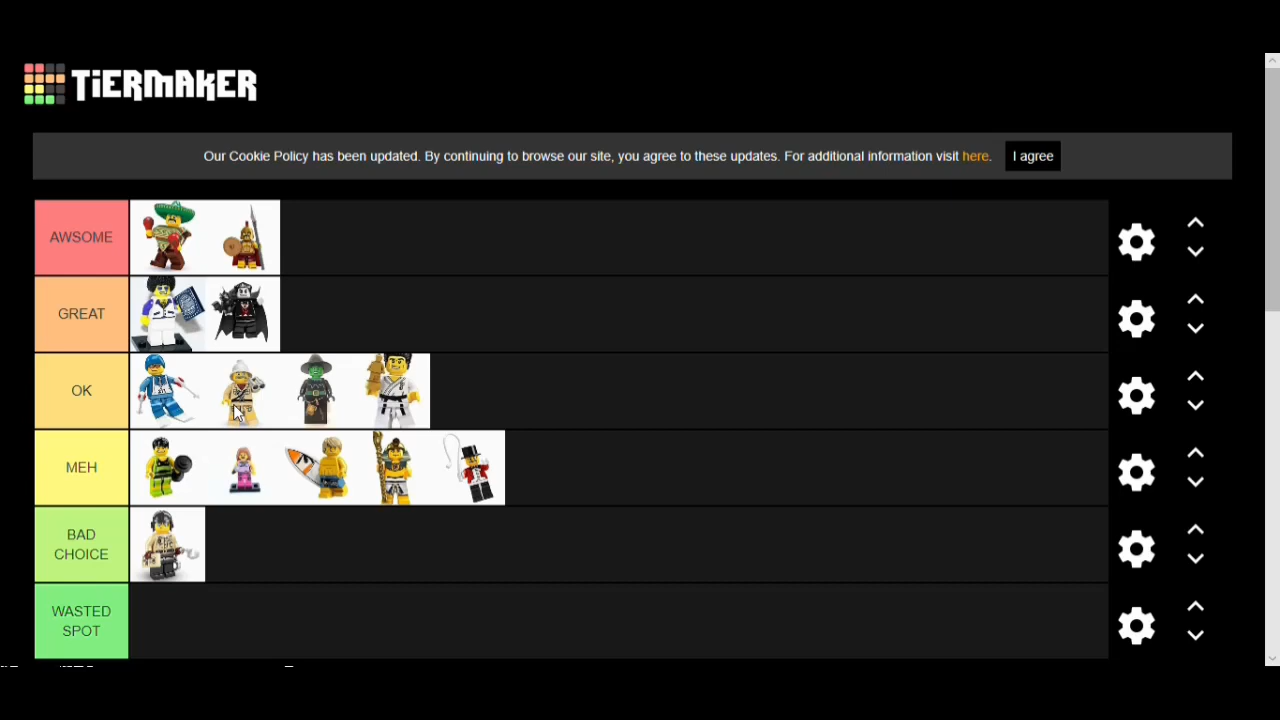 TiERMAKER
Our Cookie Policy has been updated. By continuing to browse our site, you agree to these updates. For additional information visit here.
I agree
AWSOME
GREAT
OK
MEH
BAD
CHOICE
WASTED
SPOT